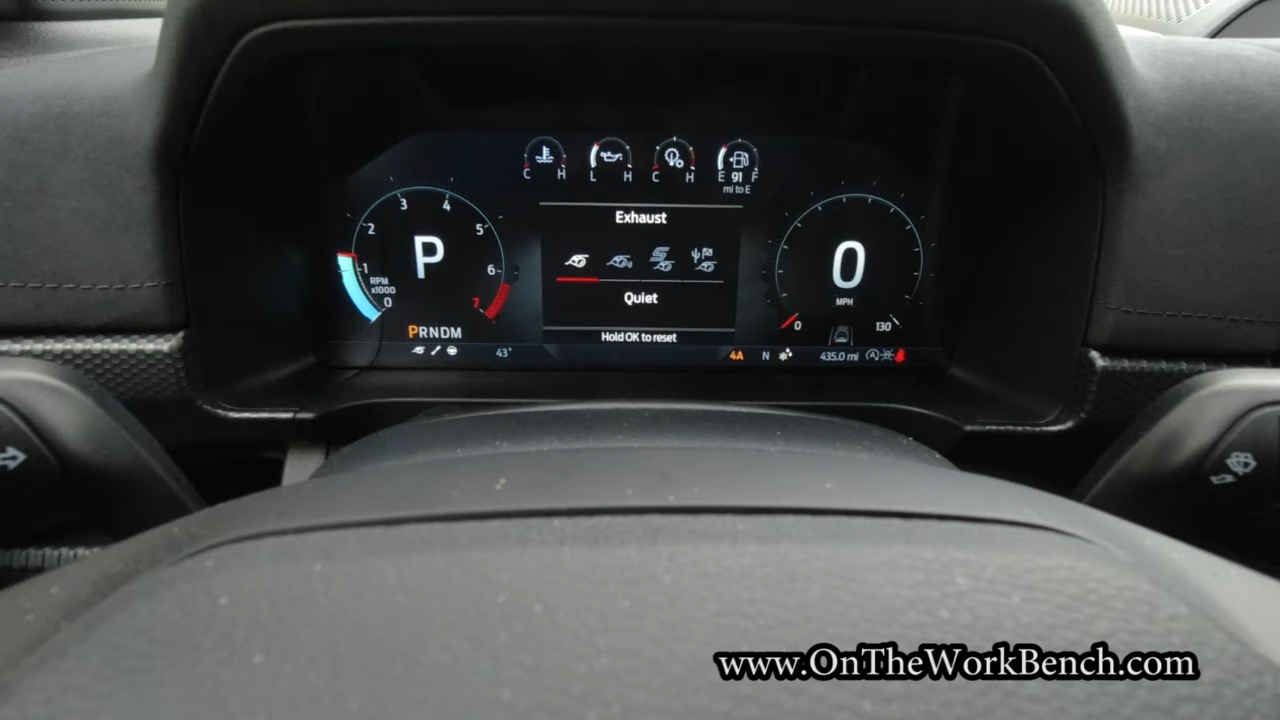 C H
L H
C H
E 91 F
mi to E
Exhaust
Quiet
Hold OK to reset
0 1 2 3 4 5 6 7
RPM
x1000
P
PRNDM
43°
0
MPH
0 130
4A N 435.0 mi
www.OnTheWorkBench.com